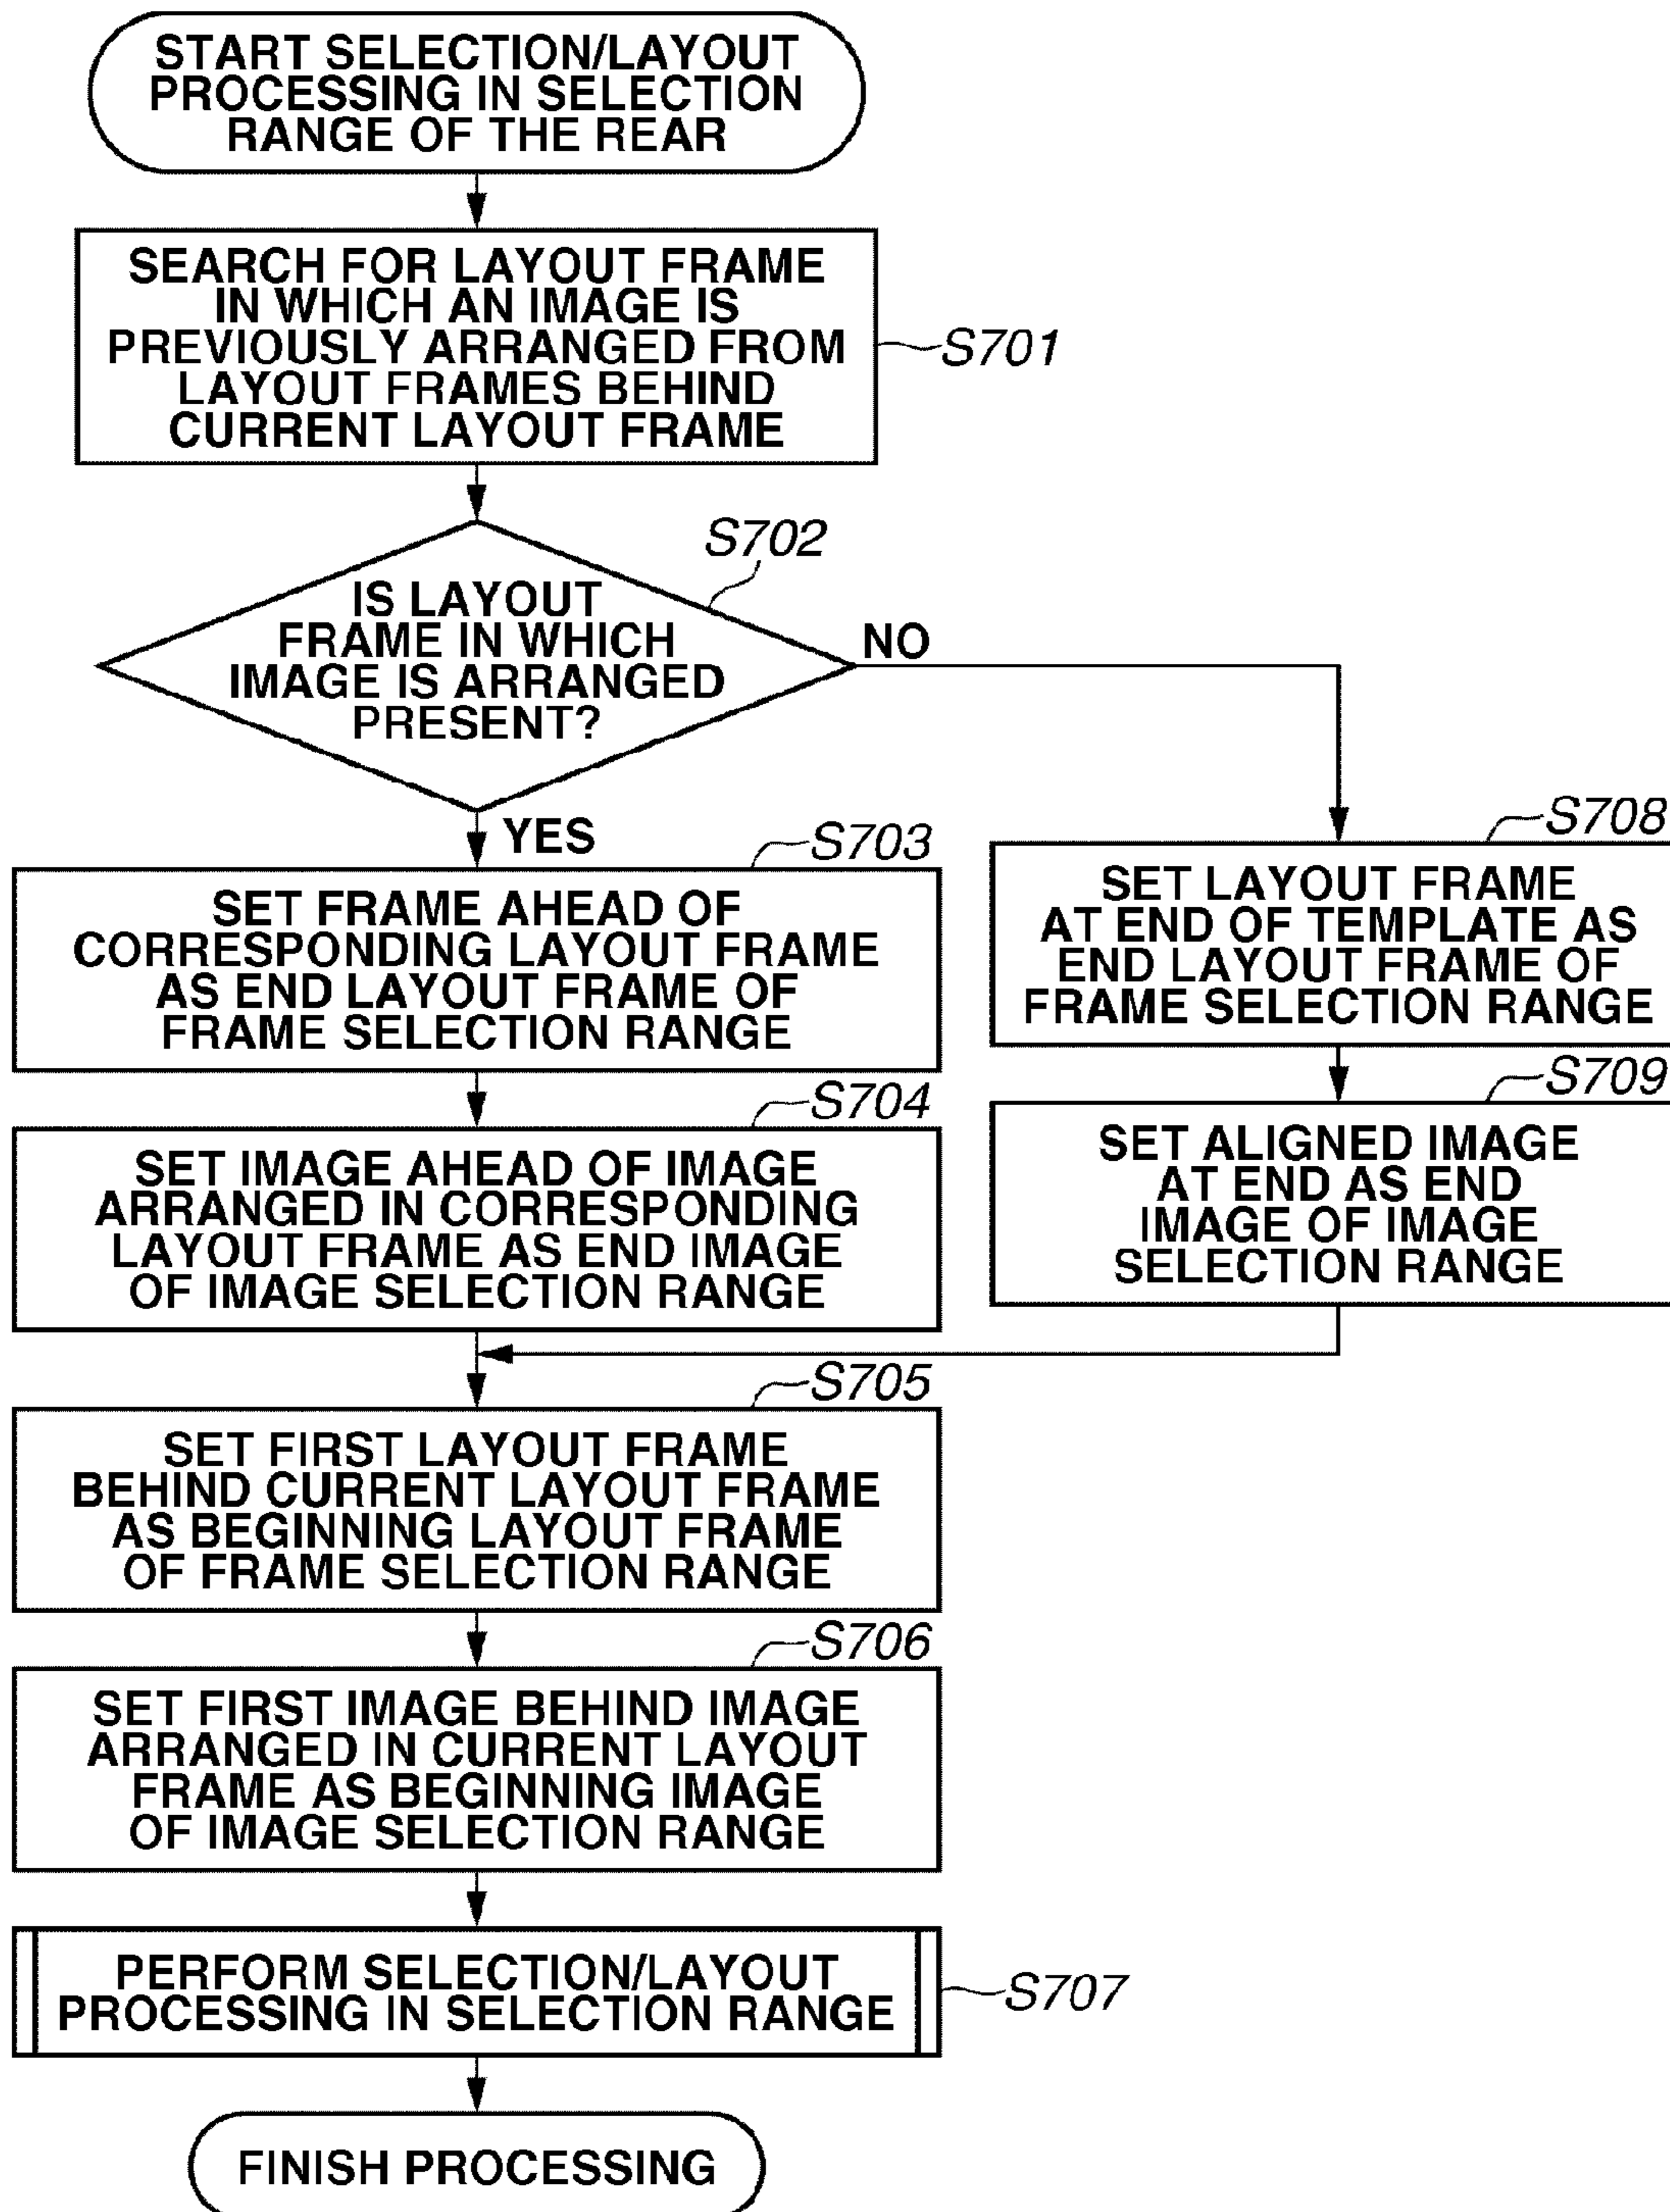 START SELECTION/LAYOUT
PROCESSING IN SELECTION
RANGE OF THE REAR
SEARCH FOR LAYOUT FRAME
IN WHICH AN IMAGE IS
PREVIOUSLY ARRANGED FROM
LAYOUT FRAMES BEHIND
CURRENT LAYOUT FRAME
S701
S702
IS LAYOUT
FRAME IN WHICH
IMAGE IS ARRANGED
PRESENT?
NO
YES
S703
SET FRAME AHEAD OF
CORRESPONDING LAYOUT FRAME
AS END LAYOUT FRAME OF
FRAME SELECTION RANGE
S708
SET LAYOUT FRAME
AT END OF TEMPLATE AS
END LAYOUT FRAME OF
FRAME SELECTION RANGE
S704
SET IMAGE AHEAD OF IMAGE
ARRANGED IN CORRESPONDING
LAYOUT FRAME AS END IMAGE
OF IMAGE SELECTION RANGE
S709
SET ALIGNED IMAGE
AT END AS END
IMAGE OF IMAGE
SELECTION RANGE
S705
SET FIRST LAYOUT FRAME
BEHIND CURRENT LAYOUT FRAME
AS BEGINNING LAYOUT FRAME
OF FRAME SELECTION RANGE
S706
SET FIRST IMAGE BEHIND IMAGE
ARRANGED IN CURRENT LAYOUT
FRAME AS BEGINNING IMAGE
OF IMAGE SELECTION RANGE
PERFORM SELECTION/LAYOUT
PROCESSING IN SELECTION RANGE
S707
FINISH PROCESSING